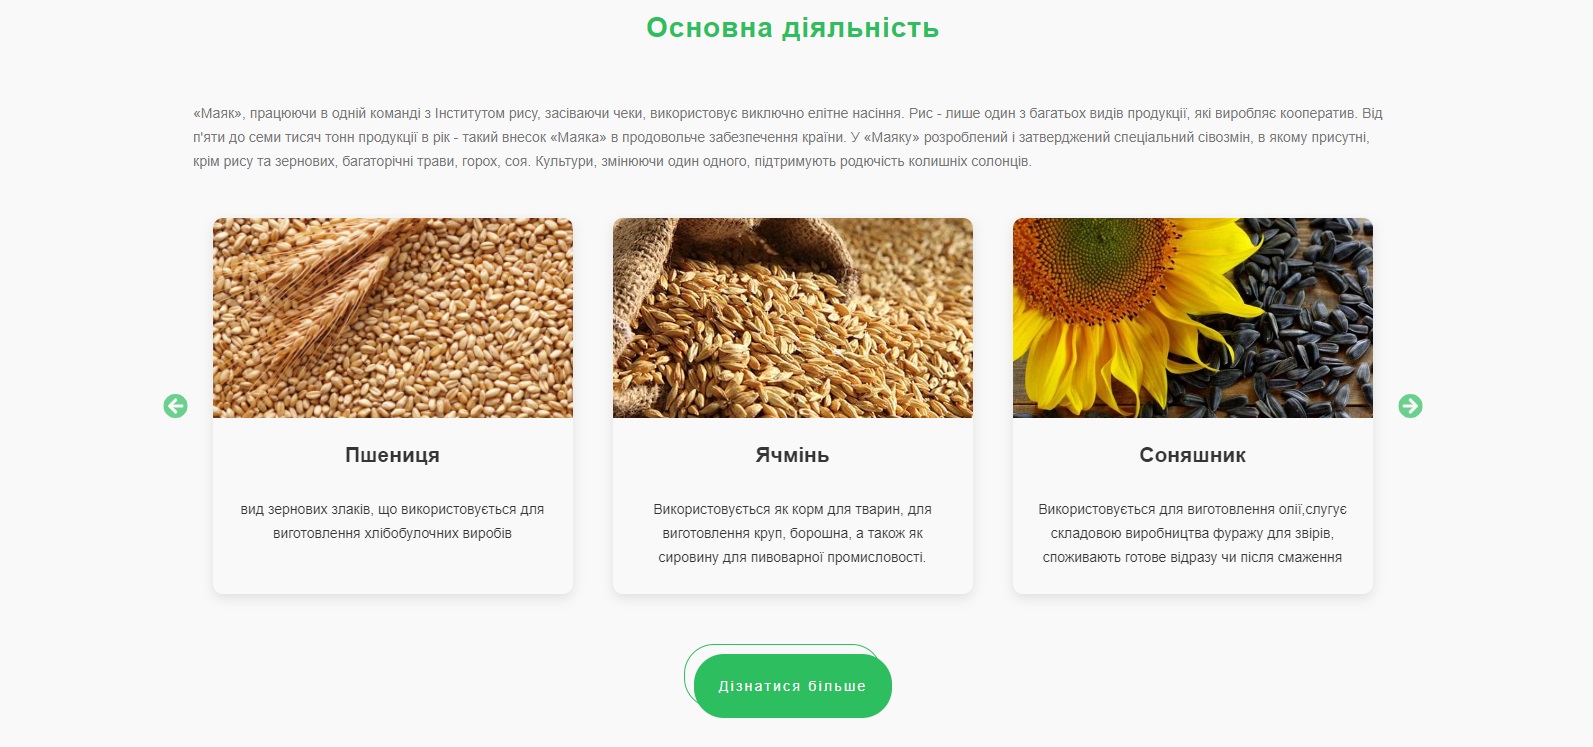 Основна діяльність
«Маяк», працюючи в одній команді з Інститутом рису, засіваючи чеки, використовує виключно елітне насіння. Рис - лише один з багатьох видів продукції, які виробляє кооператив. Від
п'яти до семи тисяч тонн продукції в рік - такий внесок «Маяка» в продовольче забезпечення країни. У «Маяку» розроблений і затверджений спеціальний сівозмін, в якому присутні,
крім рису та зернових, багаторічні трави, горох, соя. Культури, змінюючи один одного, підтримують родючість колишніх солонців.
Пшениця
вид зернових злаків, що використовується для
виготовлення хлібобулочних виробів
Ячмінь
Використовується як корм для тварин, для
виготовлення круп, борошна, а також як
сировину для пивоварної промисловості.
Соняшник
Використовується для виготовлення олії,слугує
складовою виробництва фуражу для звірів,
споживають готове відразу чи після смаження
Дізнатися більше